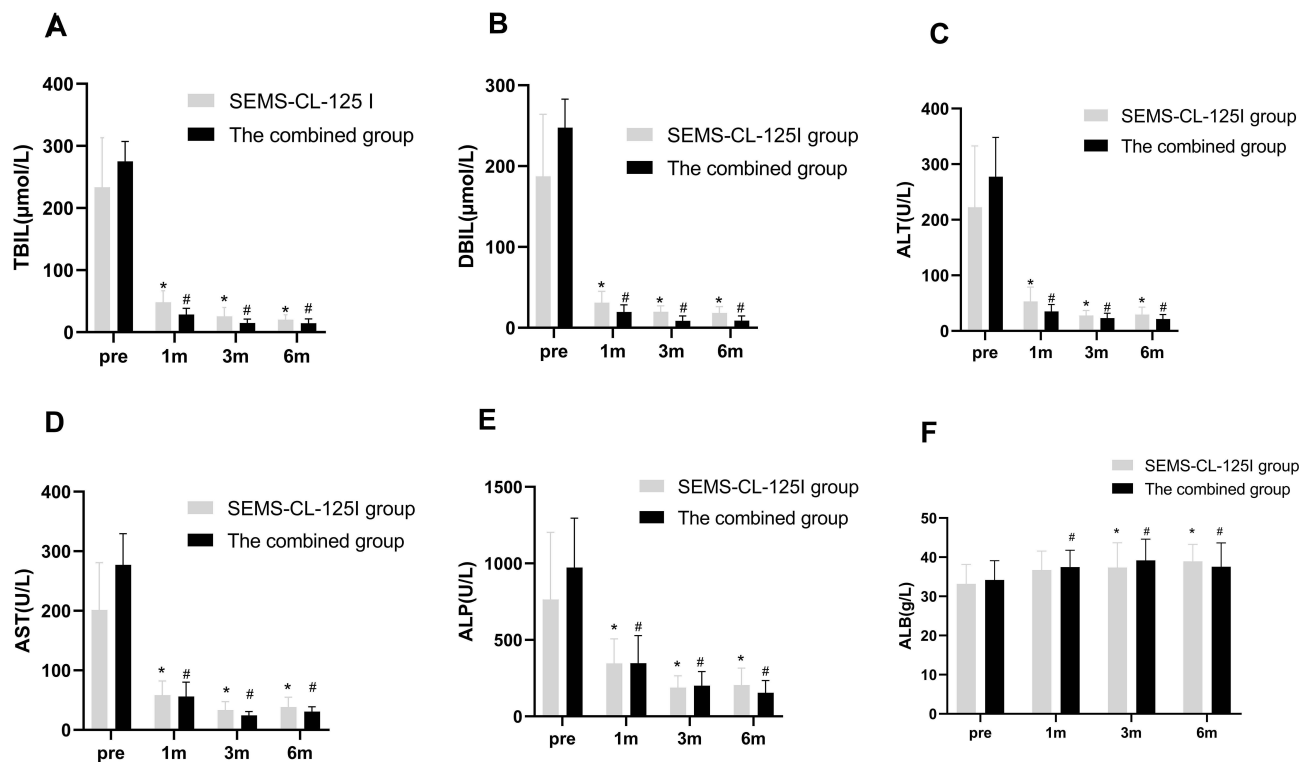 A
TBIL(μmol/L)
400
300
200
100
0
SEMS-CL-125 I
The combined group
* # * # * #
pre 1m 3m 6m
B
DBIL(μmol/L)
300
200
100
0
SEMS-CL-125I group
The combined group
* # * # * #
pre 1m 3m 6m
C
ALT(U/L)
400
300
200
100
0
SEMS-CL-125I group
The combined group
* # * # * #
pre 1m 3m 6m
D
AST(U/L)
400
300
200
100
0
SEMS-CL-125I group
The combined group
* # * # * #
pre 1m 3m 6m
E
ALP(U/L)
1500
1000
500
0
SEMS-CL-125I group
The combined group
* # * # * #
pre 1m 3m 6m
F
SEMS-CL-125I group
The combined group
ALB(g/L)
50
40
30
20
10
0
# * # * #
pre 1m 3m 6m